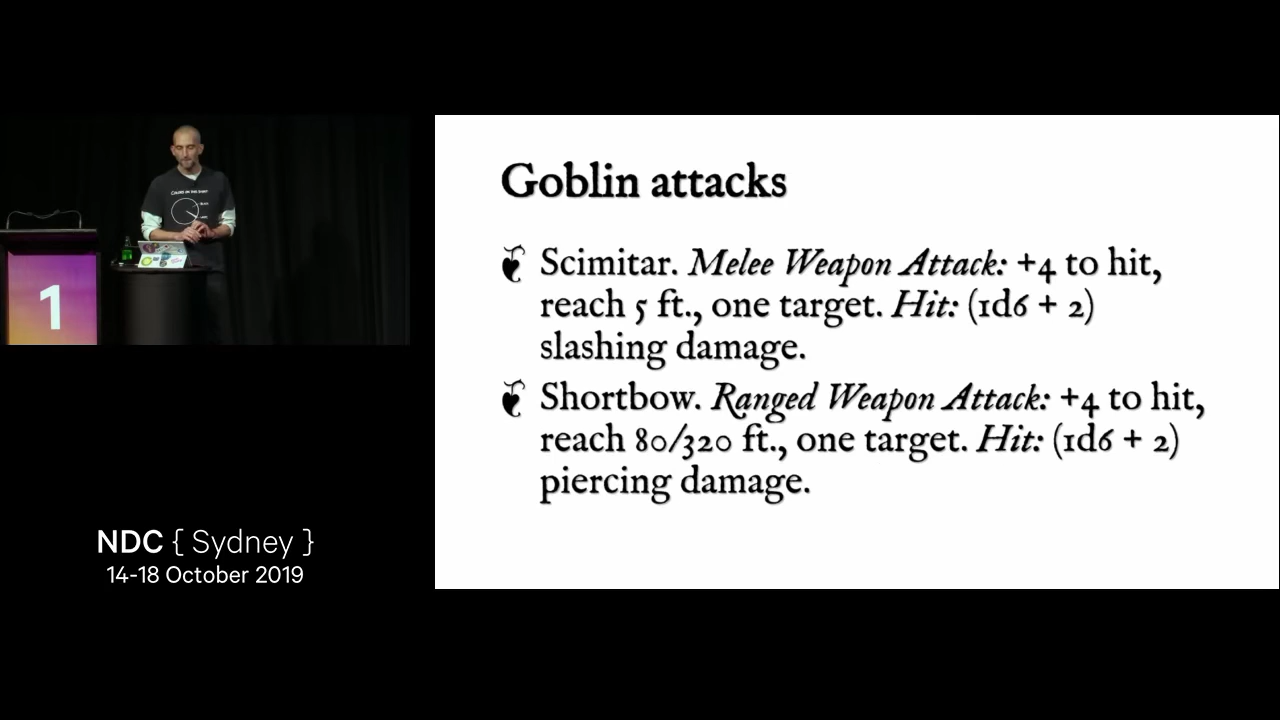 Goblin attacks
Scimitar. Melee Weapon Attack: +4 to hit,
reach 5 ft., one target. Hit: (1d6 + 2)
slashing damage.
Shortbow. Ranged Weapon Attack: +4 to hit,
reach 80/320 ft., one target. Hit: (1d6 + 2)
piercing damage.
1
NDC { Sydney }
14-18 October 2019